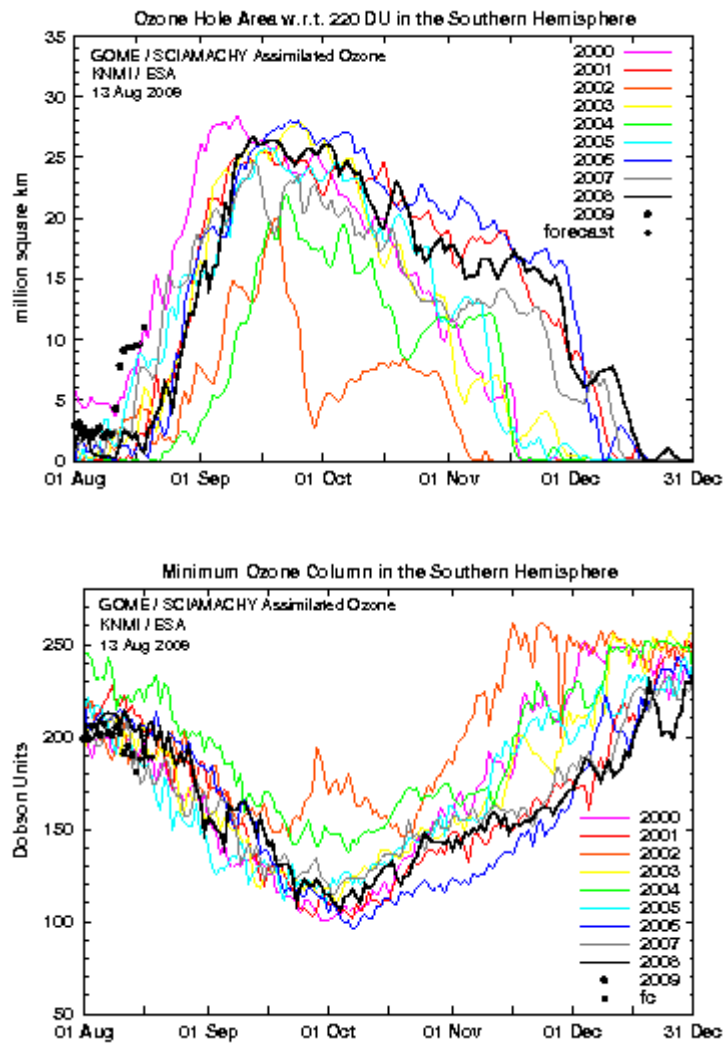 Ozone Hole Area w.r.t. 220 DU in the Southern Hemisphere
35
30
25
20
15
10
5
0
million square km
GOME / SCIAMACHY Assimilated Ozone
KNMI / ESA
13 Aug 2009
2000
2001
2002
2003
2004
2005
2006
2007
2008
2009
forecast
01 Aug
01 Sep
01 Oct
01 Nov
01 Dec
31 Dec
Minimum Ozone Column in the Southern Hemisphere
250
200
150
100
50
Dobson Units
GOME / SCIAMACHY Assimilated Ozone
KNMI / ESA
13 Aug 2009
2000
2001
2002
2003
2004
2005
2006
2007
2008
2009
fc
01 Aug
01 Sep
01 Oct
01 Nov
01 Dec
31 Dec